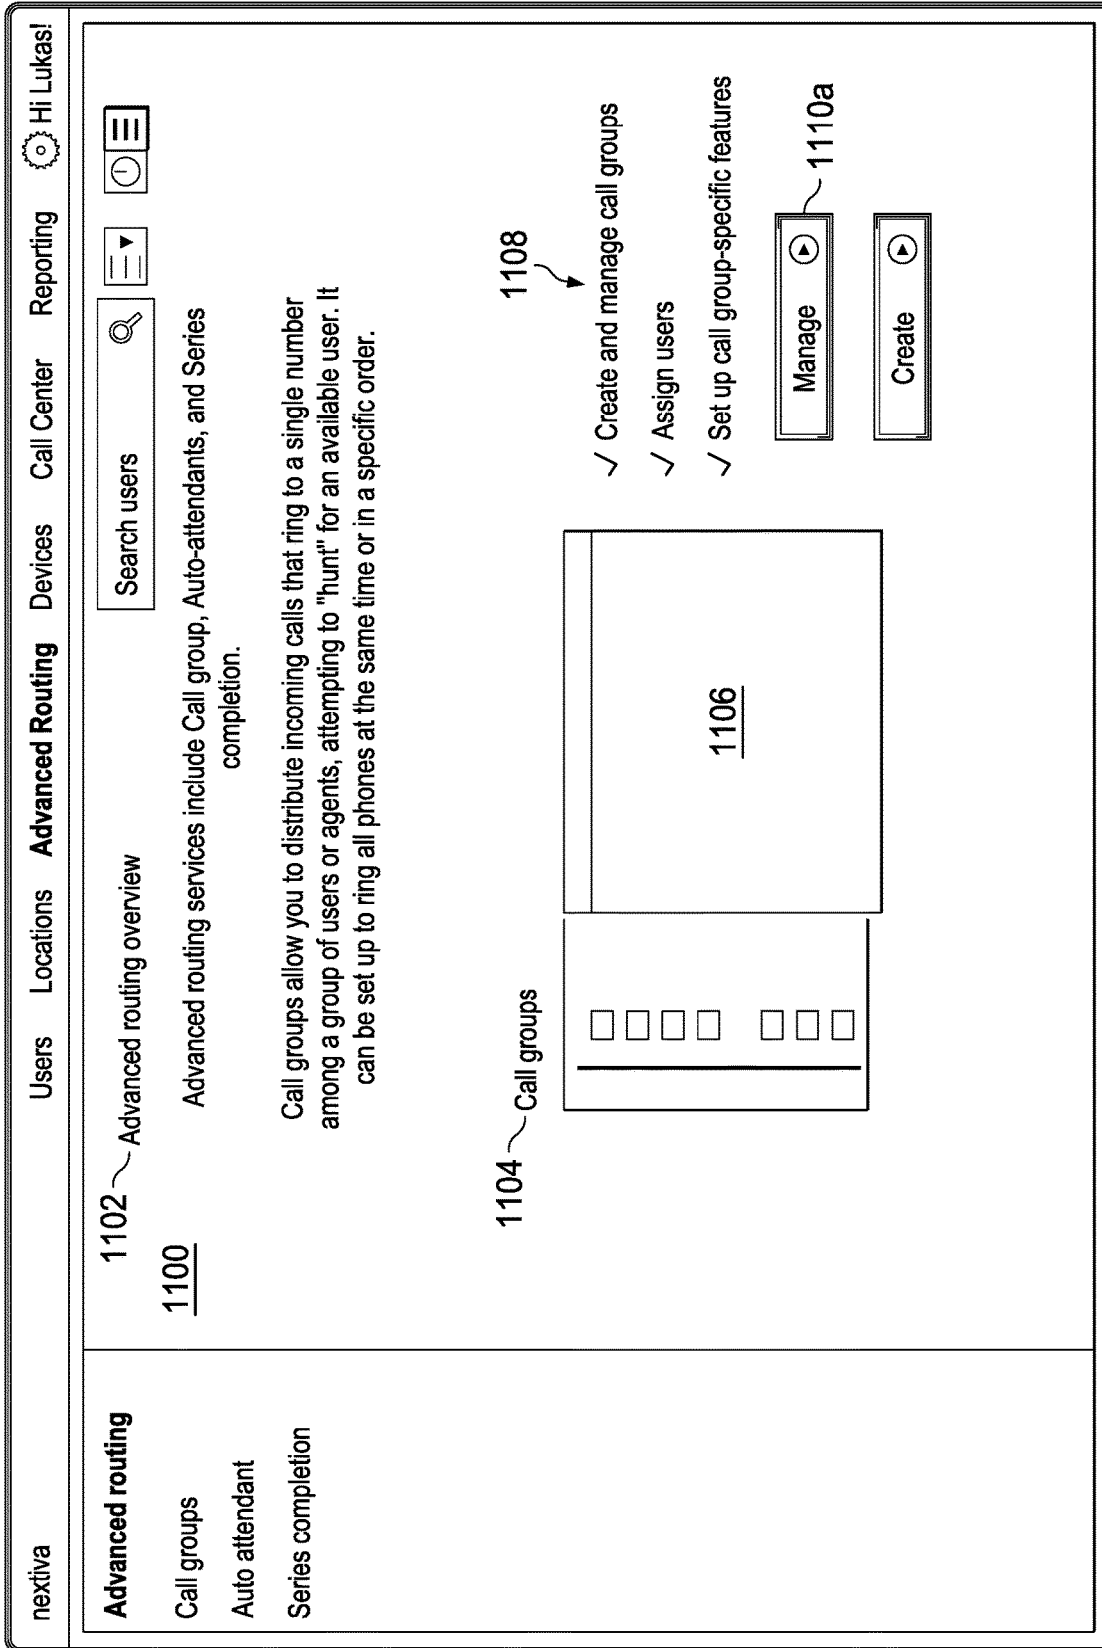 nextiva
Users Locations Advanced Routing Devices Call Center Reporting Hi Lukas!
Advanced routing
Call groups
Auto attendant
Series completion
1102 Advanced routing overview
Search users
1100
Advanced routing services include Call group, Auto-attendants, and Series
completion.
Call groups allow you to distribute incoming calls that ring to a single number
among a group of users or agents, attempting to "hunt" for an available user. It
can be set up to ring all phones at the same time or in a specific order.
1104 Call groups
1106
1108
✓ Create and manage call groups
✓ Assign users
✓ Set up call group-specific features
Manage
1110a
Create